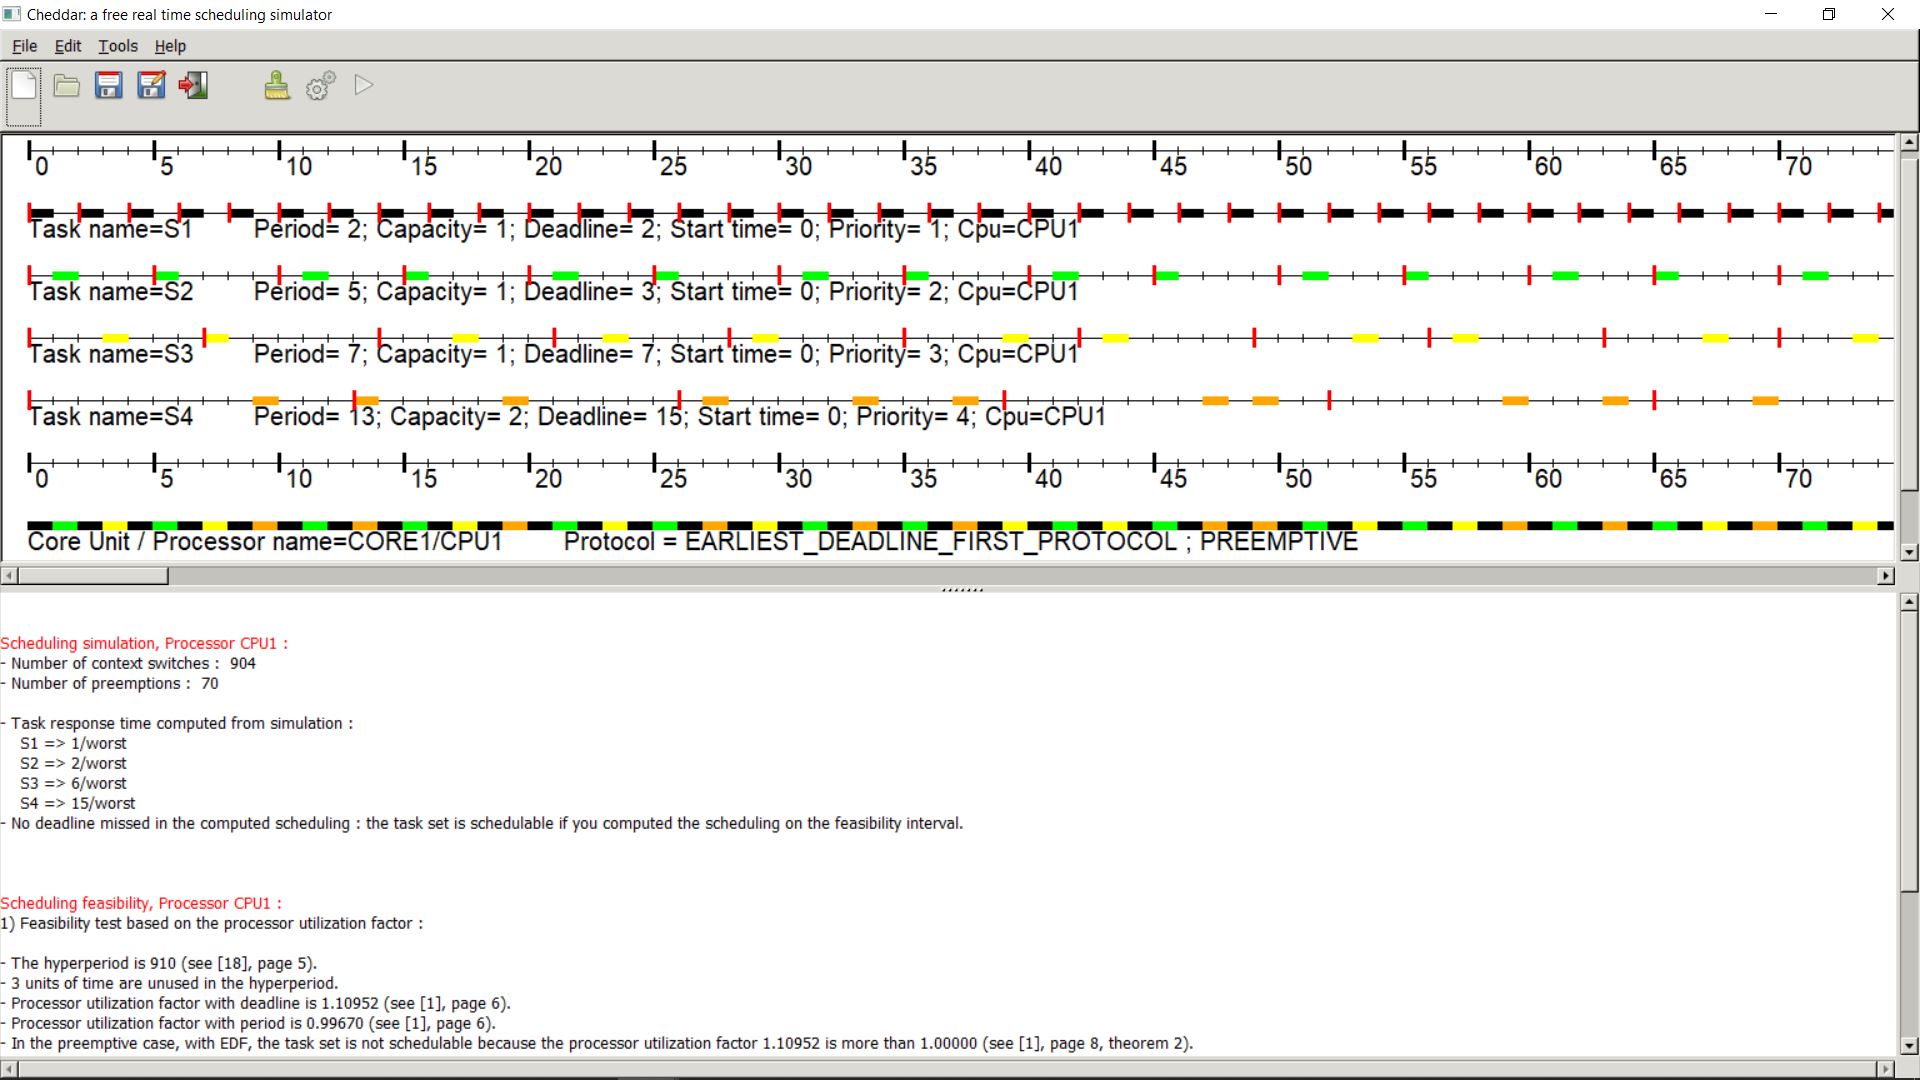 Cheddar: a free real time scheduling simulator
File Edit Tools Help
0 5 10 15 20 25 30 35 40 45 50 55 60 65 70
Task name=S1 Period= 2; Capacity= 1; Deadline= 2; Start time= 0; Priority= 1; Cpu=CPU1
Task name=S2 Period= 5; Capacity= 1; Deadline= 3; Start time= 0; Priority= 2; Cpu=CPU1
Task name=S3 Period= 7; Capacity= 1; Deadline= 7; Start time= 0; Priority= 3; Cpu=CPU1
Task name=S4 Period= 13; Capacity= 2; Deadline= 15; Start time= 0; Priority= 4; Cpu=CPU1
0 5 10 15 20 25 30 35 40 45 50 55 60 65 70
Core Unit / Processor name=CORE1/CPU1 Protocol = EARLIEST_DEADLINE_FIRST_PROTOCOL ; PREEMPTIVE
Scheduling simulation, Processor CPU1 :
- Number of context switches : 904
- Number of preemptions : 70
- Task response time computed from simulation :
S1 => 1/worst
S2 => 2/worst
S3 => 6/worst
S4 => 15/worst
- No deadline missed in the computed scheduling : the task set is schedulable if you computed the scheduling on the feasibility interval.
Scheduling feasibility, Processor CPU1 :
1) Feasibility test based on the processor utilization factor :
- The hyperperiod is 910 (see [18], page 5).
- 3 units of time are unused in the hyperperiod.
- Processor utilization factor with deadline is 1.10952 (see [1], page 6).
- Processor utilization factor with period is 0.99670 (see [1], page 6).
- In the preemptive case, with EDF, the task set is not schedulable because the processor utilization factor 1.10952 is more than 1.00000 (see [1], page 8, theorem 2).